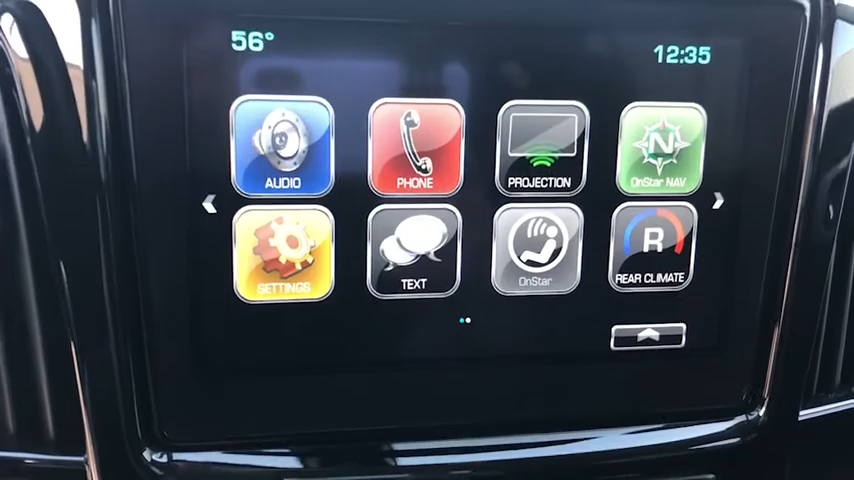 56°
12:35
AUDIO
PHONE
PROJECTION
N
OnStar NAV
SETTINGS
TEXT
OnStar
R
REAR CLIMATE